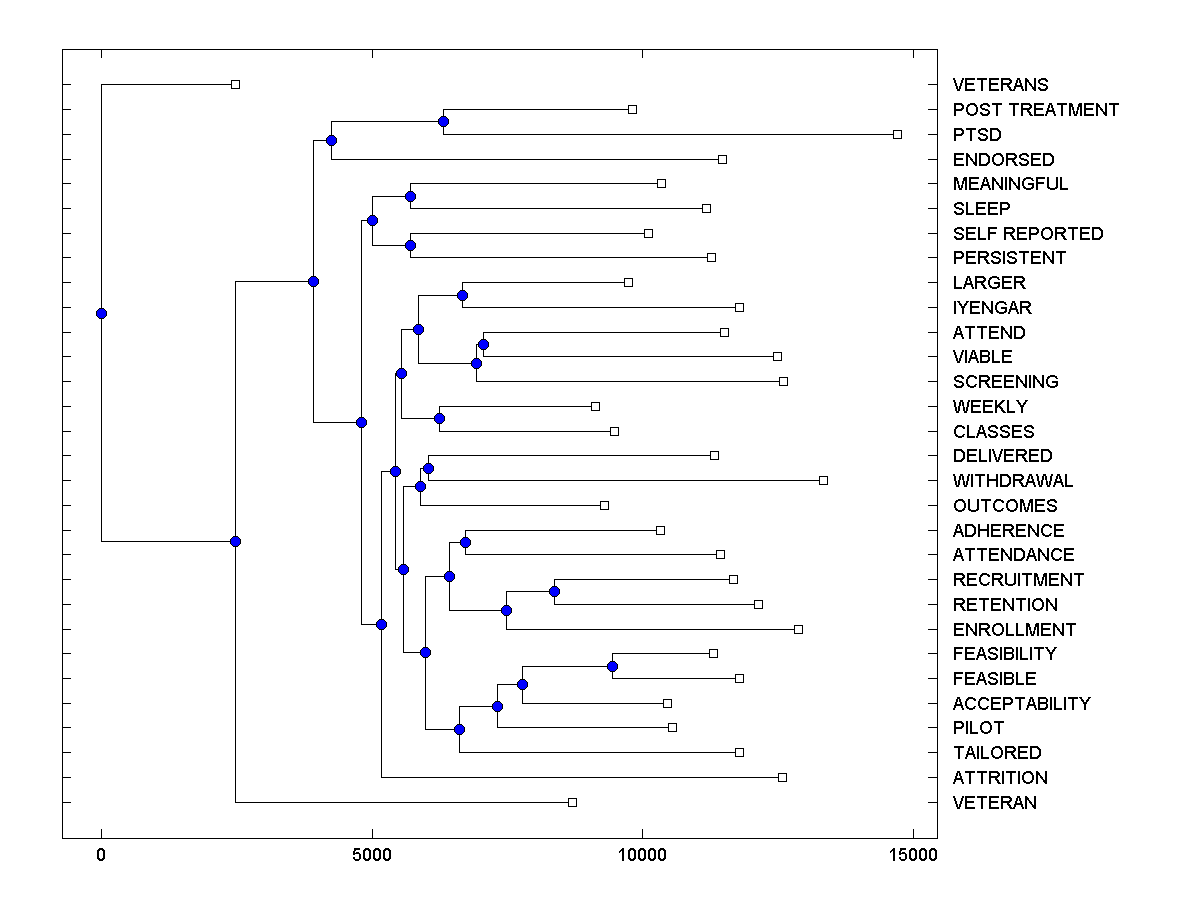 VETERANS
POST TREATMENT
PTSD
ENDORSED
MEANINGFUL
SLEEP
SELF REPORTED
PERSISTENT
LARGER
IYENGAR
ATTEND
VIABLE
SCREENING
WEEKLY
CLASSES
DELIVERED
WITHDRAWAL
OUTCOMES
ADHERENCE
ATTENDANCE
RECRUITMENT
RETENTION
ENROLLMENT
FEASIBILITY
FEASIBLE
ACCEPTABILITY
PILOT
TAILORED
ATTRITION
VETERAN
0 5000 10000 15000